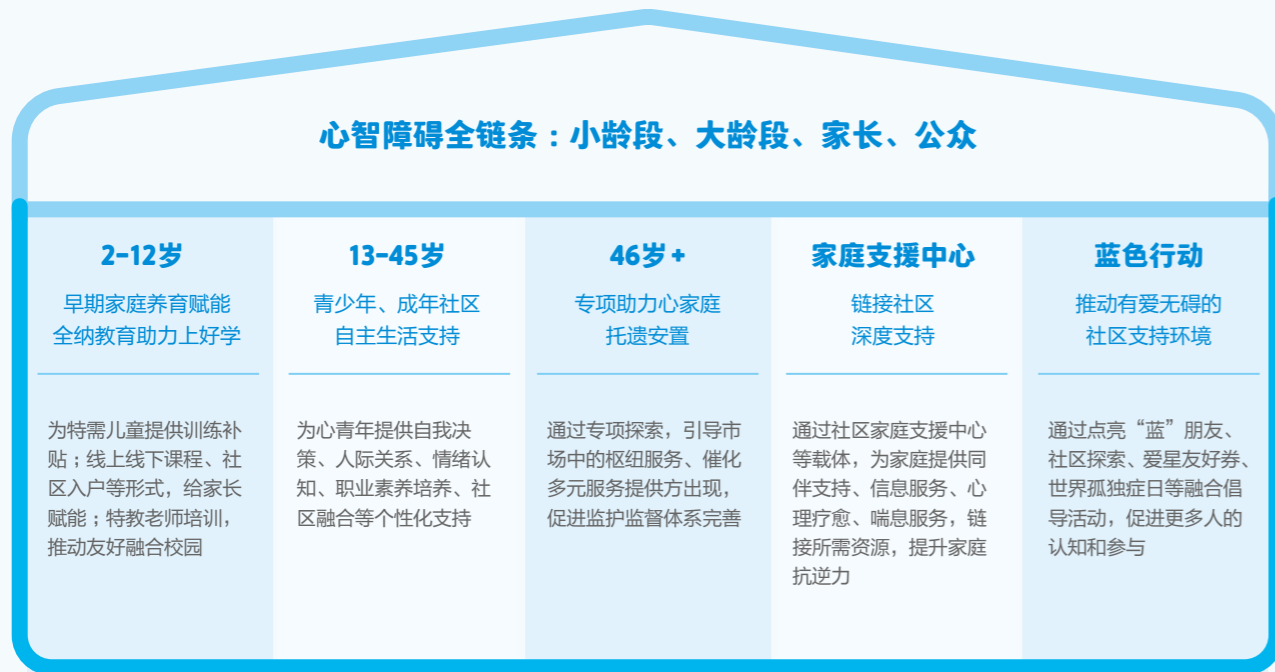 心智障碍全链条：小龄段、大龄段、家长、公众
2-12岁
早期家庭养育赋能
全纳教育助力上好学
为特需儿童提供训练补
贴；线上线下课程、社
区入户等形式，给家长
赋能；特教老师培训，
推动友好融合校园
13-45岁
青少年、成年社区
自主生活支持
为心青年提供自我决
策、人际关系、情绪认
知、职业素养培养、社
区融合等个性化支持
46岁+
专项助力心家庭
托遗安置
通过专项探索，引导市
场中的枢纽服务、催化
多元服务提供方出现，
促进监护监督体系完善
家庭支援中心
链接社区
深度支持
通过社区家庭支援中心
等载体，为家庭提供同
伴支持、信息服务、心
理疗愈、喘息服务，链
接所需资源，提升家庭
抗逆力
蓝色行动
推动有爱无碍的
社区支持环境
通过点亮“蓝”朋友、
社区探索、爱星友好券、
世界孤独症日等融合倡
导活动，促进更多人的
认知和参与